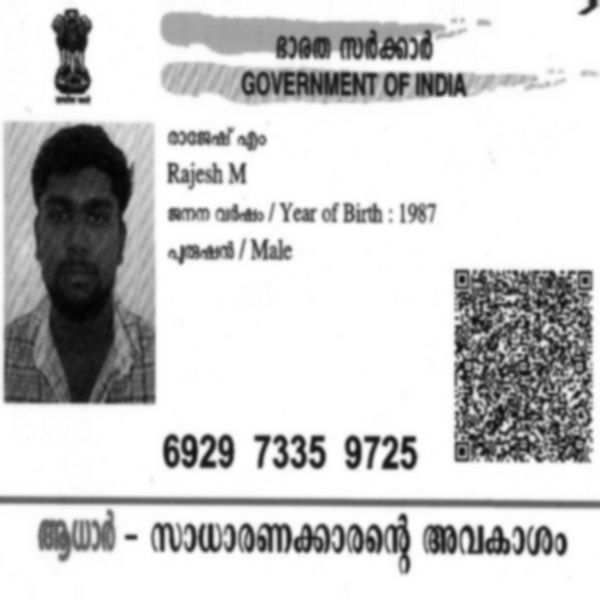 ഭാരത സർക്കാർ
GOVERNMENT OF INDIA
രാജേഷ് എം
Rajesh M
ജനന വർഷം / Year of Birth : 1987
പുരുഷൻ / Male
6929 7335 9725
ആധാർ - സാധാരണക്കാരന്റെ അവകാശം